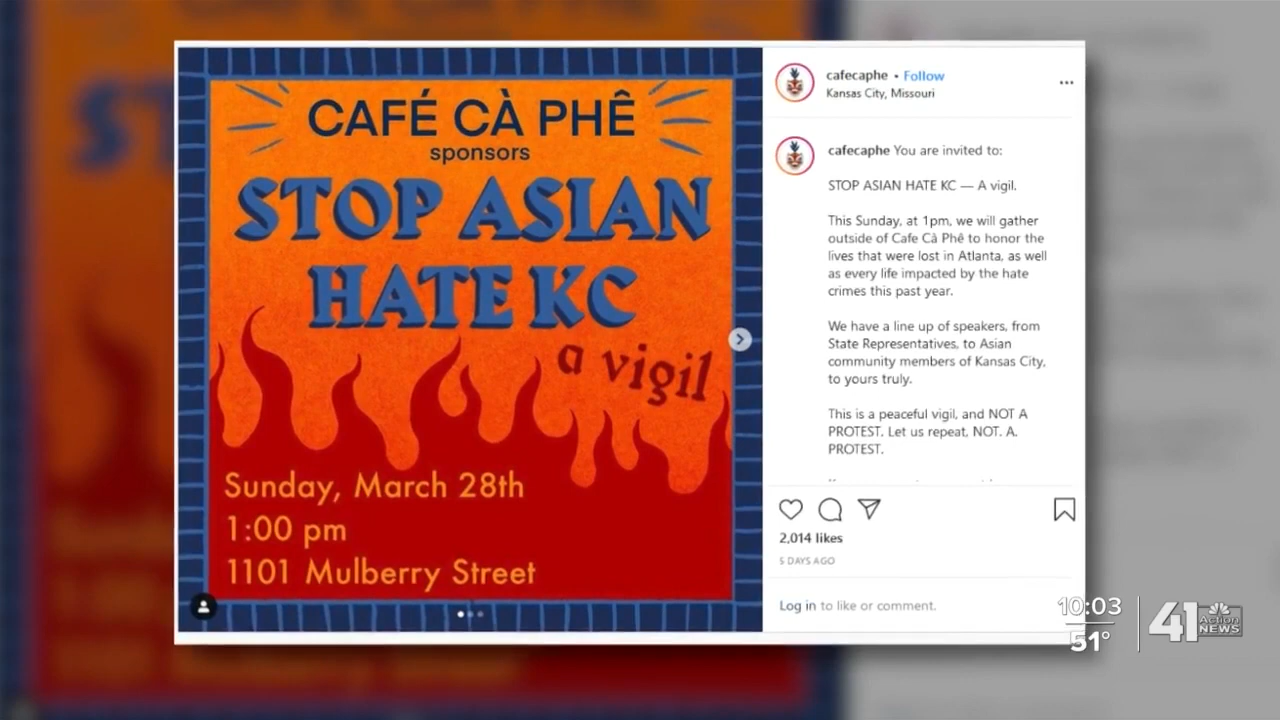 CAFÉ CÀ PHÊ
sponsors
STOP ASIAN
HATE KC
a vigil
Sunday, March 28th
1:00 pm
1101 Mulberry Street
cafecaphe • Follow
Kansas City, Missouri
cafecaphe You are invited to:
STOP ASIAN HATE KC — A vigil.
This Sunday, at 1pm, we will gather
outside of Cafe Cà Phê to honor the
lives that were lost in Atlanta, as well
as every life impacted by the hate
crimes this past year.
We have a line up of speakers, from
State Representatives, to Asian
community members of Kansas City,
to yours truly.
This is a peaceful vigil, and NOT A
PROTEST. Let us repeat, NOT. A.
PROTEST.
2,014 likes
5 DAYS AGO
Log in to like or comment.
10:03
51°
41 Action
NEWS